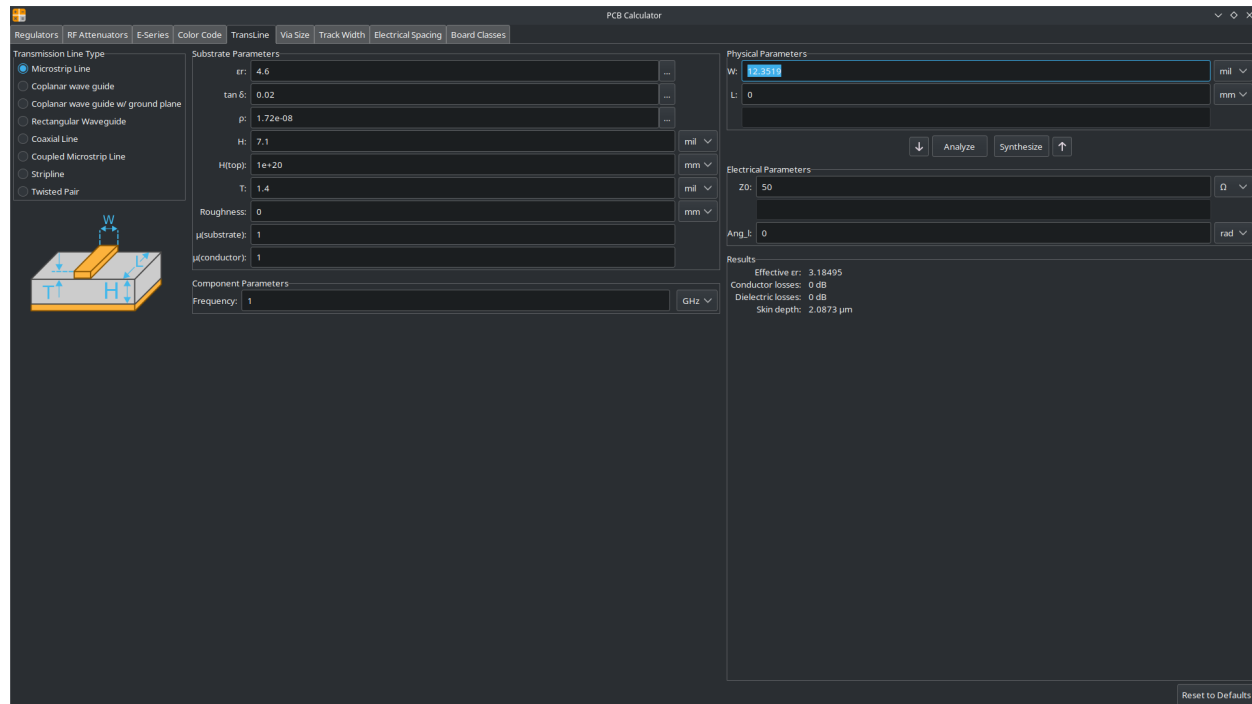 PCB Calculator
Regulators RF Attenuators E-Series Color Code TransLine Via Size Track Width Electrical Spacing Board Classes
Transmission Line Type
Microstrip Line
Coplanar wave guide
Coplanar wave guide w/ ground plane
Rectangular Waveguide
Coaxial Line
Coupled Microstrip Line
Stripline
Twisted Pair
W
L
T
H
Substrate Parameters
εr: 4.6 ...
tan δ: 0.02 ...
ρ: 1.72e-08 ...
H: 7.1 mil
H(top): 1e+20 mm
T: 1.4 mil
Roughness: 0 mm
μ(substrate): 1
μ(conductor): 1
Component Parameters
Frequency: 1 GHz
Physical Parameters
W: 12.3519 mil
L: 0 mm
Analyze Synthesize
Electrical Parameters
Z0: 50 Ω
Ang_l: 0 rad
Results
Effective εr: 3.18495
Conductor losses: 0 dB
Dielectric losses: 0 dB
Skin depth: 2.0873 µm
Reset to Defaults